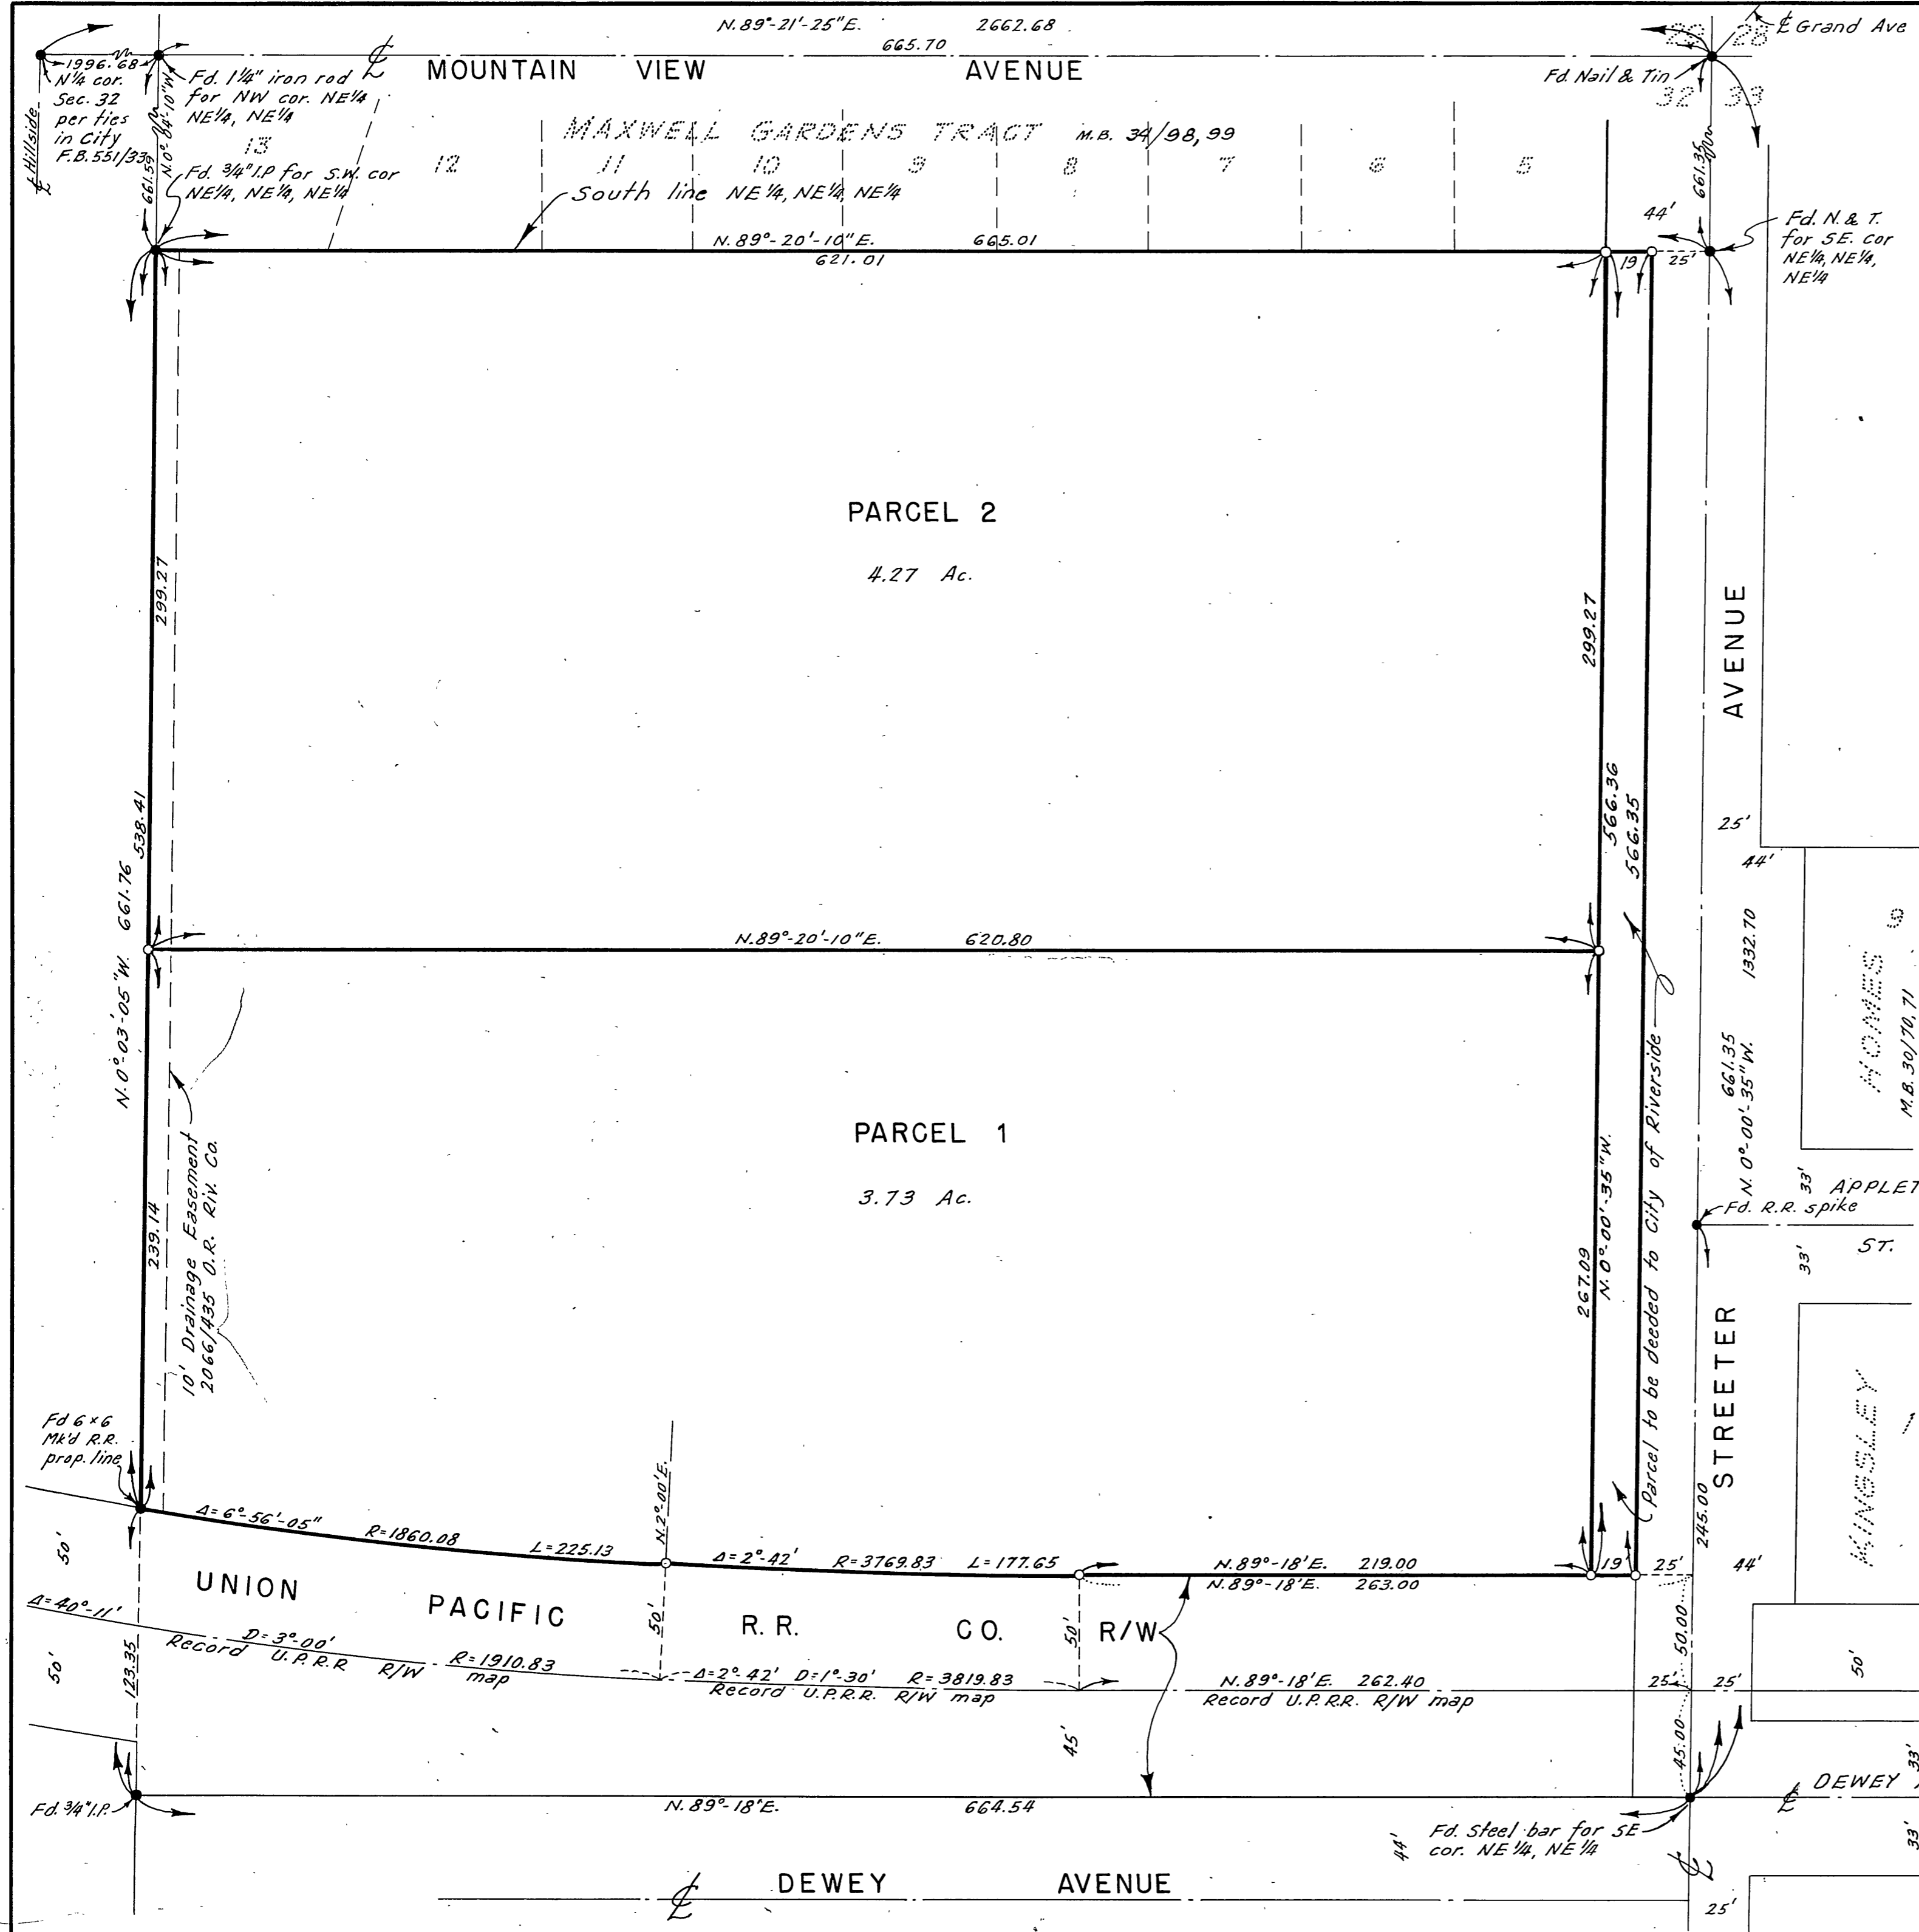 N.89°-21'-25"E. 2662.68
665.70
℄ Grand Ave
29 28
32 33
1996.68
N¼ cor.
Sec. 32
per ties
in City
F.B.551/33
℄ Hillside
661.59
N.0°-04'-10"W.
Fd. 1¼" iron rod
for NW cor. NE¼
NE¼, NE¼
℄ MOUNTAIN VIEW AVENUE
Fd Nail & Tin
MAXWELL GARDENS TRACT M.B. 34/98,99
13 12 11 10 9 8 7 6 5
Fd. ¾" I.P for S.W. cor
NE¼, NE¼, NE¼
South line NE¼, NE¼, NE¼
661.35
44'
Fd. N. & T.
for SE. cor
NE¼, NE¼,
NE¼
N.89°-20'-10"E. 665.01
621.01
19 25'
PARCEL 2
4.27 Ac.
299.27
299.27
538.41
N.0°-03'-05"W. 661.76
566.36
566.35
AVENUE
25'
44'
N.89°-20'-10"E. 620.80
HOMES
M.B. 30/70,71
1332.70
661.35
N.0°-00'-35"W.
PARCEL 1
3.73 Ac.
239.14
10' Drainage Easement
2066/435 O.R. Riv. Co.
267.09
N.0°-00'-35"W.
Parcel to be deeded to City of Riverside
33' APPLET
Fd. R.R. spike
33' ST.
STREETER
KINGSLEY
245.00
Fd 6×6
Mk'd R.R.
prop. line
Δ=6°-56'-05" R=1860.08 L=225.13
N.2°-00'E.
Δ=2°-42' R=3769.83 L=177.65
N.89°-18'E. 219.00
N.89°-18'E. 263.00
19' 25' 44'
50'
UNION PACIFIC R.R. CO. R/W
50'
50'
50.00
Δ=40°-11'
D=3°-00' R=1910.83
Record U.P.R.R R/W map
Δ=2°-42' D=1°-30' R=3819.83
Record U.P.R.R. R/W map
N.89°-18'E. 262.40
Record U.P.R.R. R/W map
25' 25'
50'
50'
123.35
45'
45.00
33'
Fd. ¾" I.P.
N.89°-18'E. 664.54
℄ DEWEY
Fd. Steel bar for SE
cor. NE¼, NE¼
44'
33'
℄
℄ DEWEY AVENUE
25'